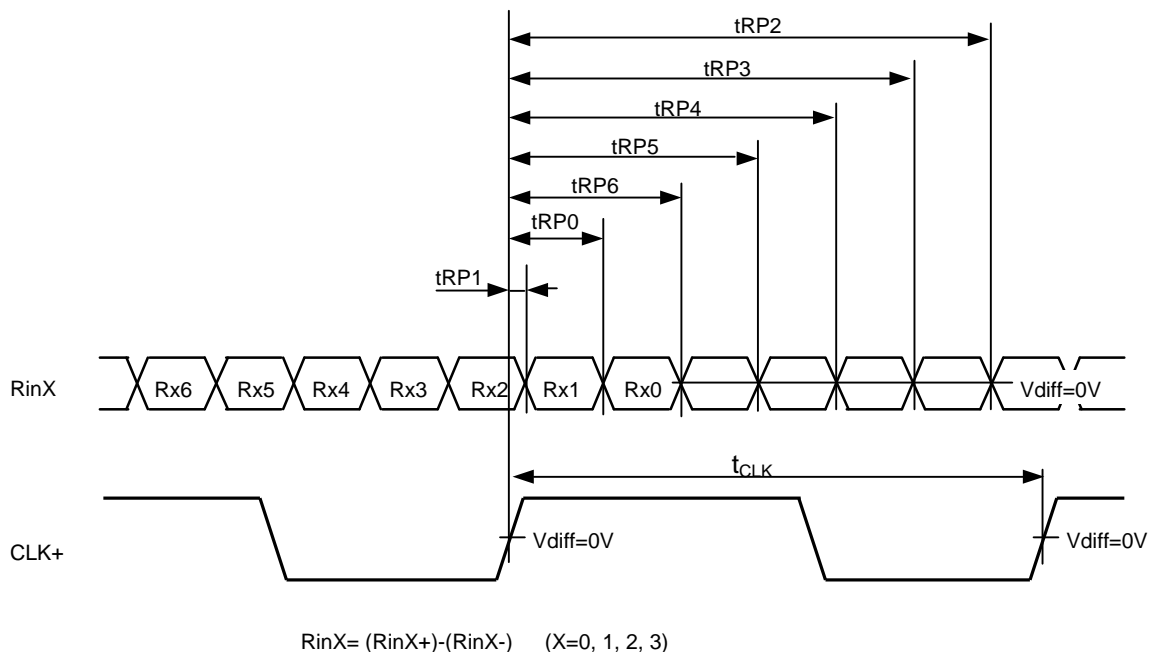 tRP2
tRP3
tRP4
tRP5
tRP6
tRP0
tRP1
RinX Rx6 Rx5 Rx4 Rx3 Rx2 Rx1 Rx0 Vdiff=0V
tCLK
CLK+ Vdiff=0V Vdiff=0V
RinX= (RinX+)-(RinX-) (X=0, 1, 2, 3)